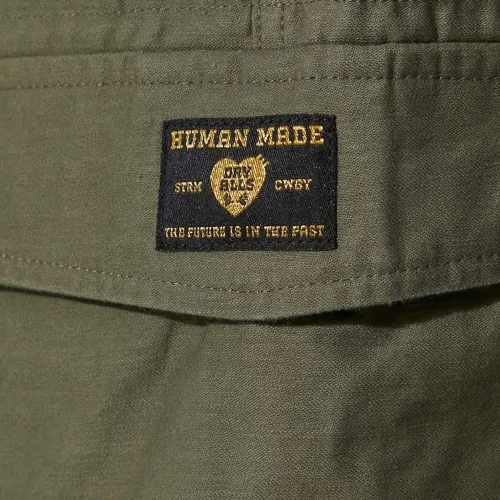 HUMAN MADE
DRY
STRM ALLS CWBY
THE FUTURE IS IN THE PAST